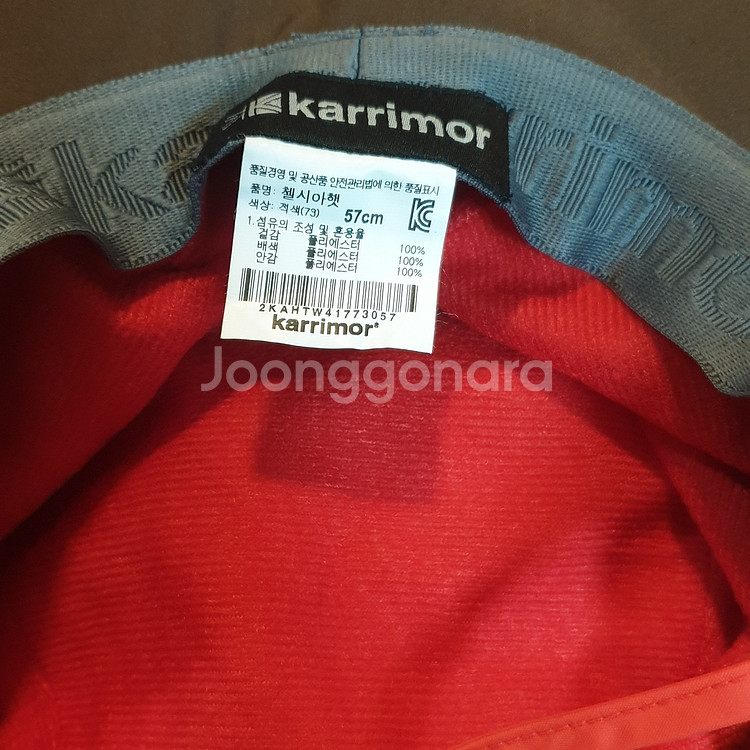 karrimor
karrimor
품질경영 및 공산품 안전관리법에 의한 품질표시
품명: 첼시아햇
색상: 적색(73) 57cm
1.섬유의 조성 및 혼용율
겉감 폴리에스터 100%
배색 폴리에스터 100%
안감 폴리에스터 100%
2KAHTW41773057
karrimor®
Joonggonara